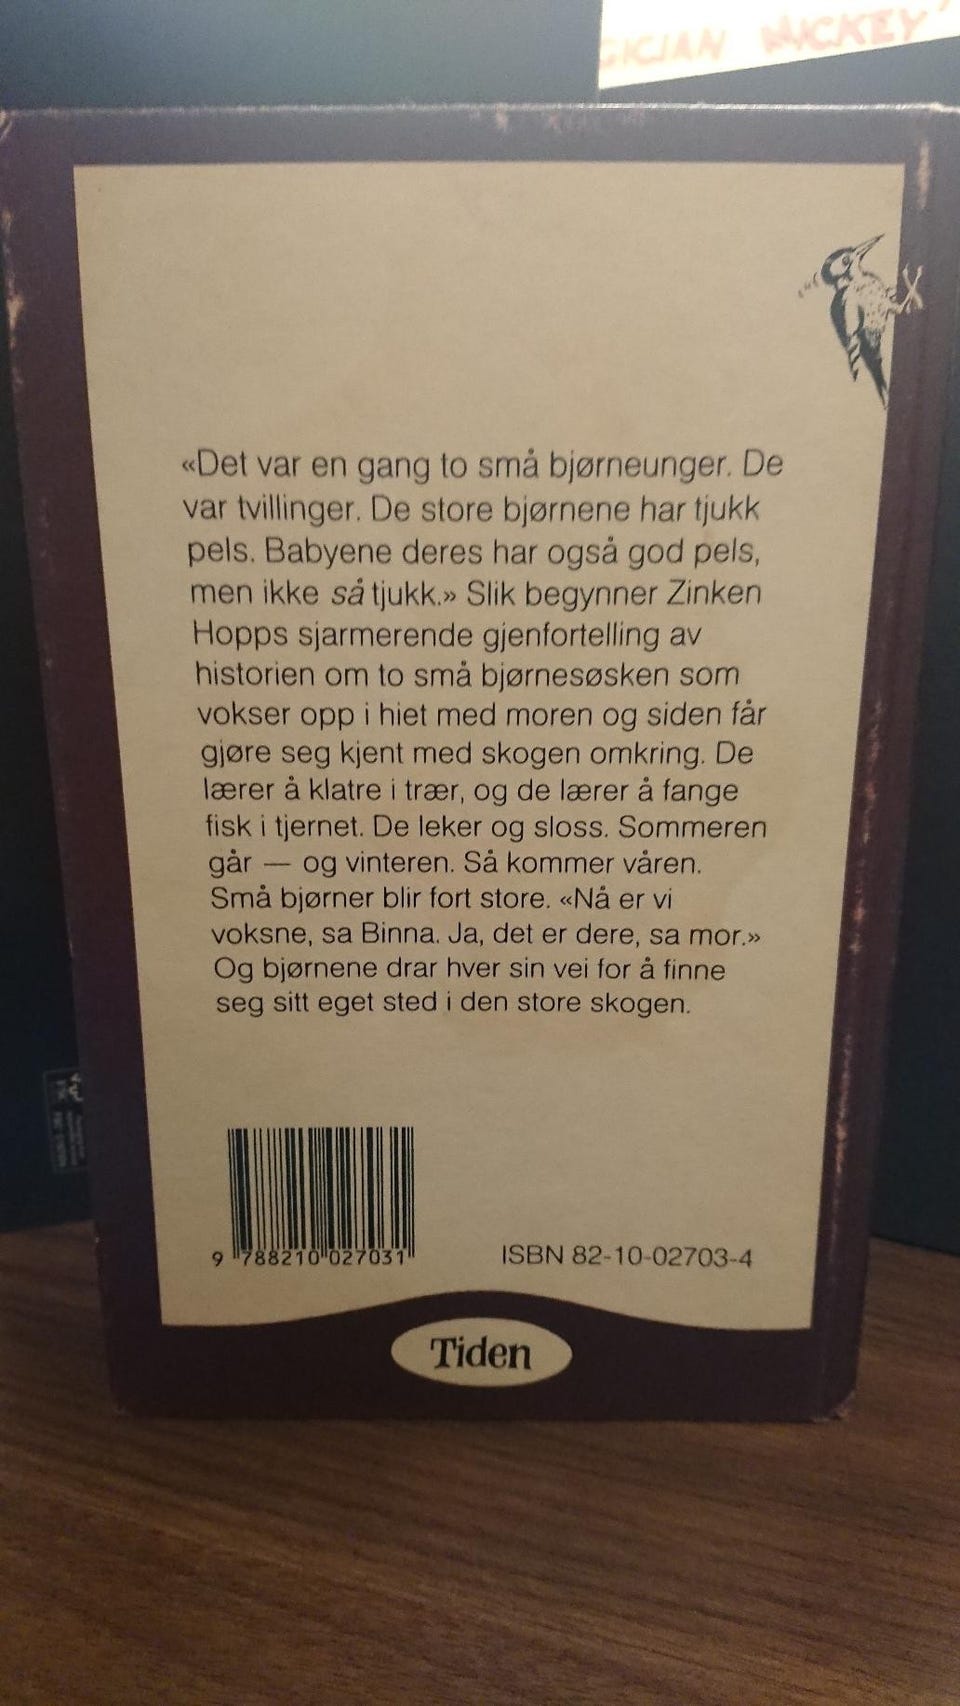 GICIAN MICKEY
«Det var en gang to små bjørneunger. De
var tvillinger. De store bjørnene har tjukk
pels. Babyene deres har også god pels,
men ikke så tjukk.» Slik begynner Zinken
Hopps sjarmerende gjenfortelling av
historien om to små bjørnesøsken som
vokser opp i hiet med moren og siden får
gjøre seg kjent med skogen omkring. De
lærer å klatre i trær, og de lærer å fange
fisk i tjernet. De leker og sloss. Sommeren
går — og vinteren. Så kommer våren.
Små bjørner blir fort store. «Nå er vi
voksne, sa Binna. Ja, det er dere, sa mor.»
Og bjørnene drar hver sin vei for å finne
seg sitt eget sted i den store skogen.
9 788210 027031
ISBN 82-10-02703-4
Tiden